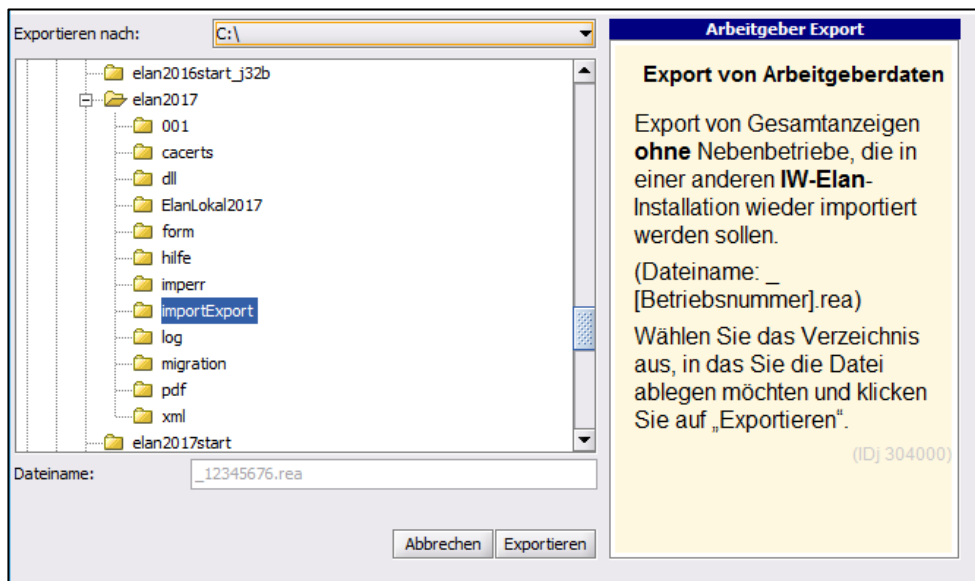 Exportieren nach:
C:\
elan2016start_j32b
elan2017
001
cacerts
dll
ElanLokal2017
form
hilfe
imperr
importExport
log
migration
pdf
xml
elan2017start
Dateiname:
_12345676.rea
Abbrechen
Exportieren
Arbeitgeber Export
Export von Arbeitgeberdaten
Export von Gesamtanzeigen
ohne Nebenbetriebe, die in
einer anderen IW-Elan-
Installation wieder importiert
werden sollen.
(Dateiname: _
[Betriebsnummer].rea)
Wählen Sie das Verzeichnis
aus, in das Sie die Datei
ablegen möchten und klicken
Sie auf „Exportieren“.
(IDj 304000)